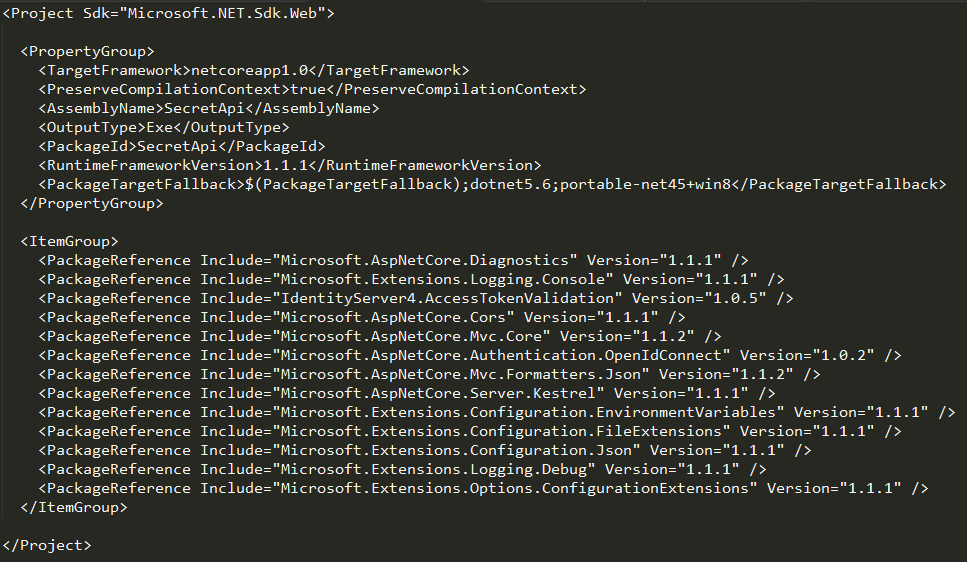 <Project Sdk="Microsoft.NET.Sdk.Web">
<PropertyGroup>
<TargetFramework>netcoreapp1.0</TargetFramework>
<PreserveCompilationContext>true</PreserveCompilationContext>
<AssemblyName>SecretApi</AssemblyName>
<OutputType>Exe</OutputType>
<PackageId>SecretApi</PackageId>
<RuntimeFrameworkVersion>1.1.1</RuntimeFrameworkVersion>
<PackageTargetFallback>$(PackageTargetFallback);dotnet5.6;portable-net45+win8</PackageTargetFallback>
</PropertyGroup>
<ItemGroup>
<PackageReference Include="Microsoft.AspNetCore.Diagnostics" Version="1.1.1" />
<PackageReference Include="Microsoft.Extensions.Logging.Console" Version="1.1.1" />
<PackageReference Include="IdentityServer4.AccessTokenValidation" Version="1.0.5" />
<PackageReference Include="Microsoft.AspNetCore.Cors" Version="1.1.1" />
<PackageReference Include="Microsoft.AspNetCore.Mvc.Core" Version="1.1.2" />
<PackageReference Include="Microsoft.AspNetCore.Authentication.OpenIdConnect" Version="1.0.2" />
<PackageReference Include="Microsoft.AspNetCore.Mvc.Formatters.Json" Version="1.1.2" />
<PackageReference Include="Microsoft.AspNetCore.Server.Kestrel" Version="1.1.1" />
<PackageReference Include="Microsoft.Extensions.Configuration.EnvironmentVariables" Version="1.1.1" />
<PackageReference Include="Microsoft.Extensions.Configuration.FileExtensions" Version="1.1.1" />
<PackageReference Include="Microsoft.Extensions.Configuration.Json" Version="1.1.1" />
<PackageReference Include="Microsoft.Extensions.Logging.Debug" Version="1.1.1" />
<PackageReference Include="Microsoft.Extensions.Options.ConfigurationExtensions" Version="1.1.1" />
</ItemGroup>
</Project>